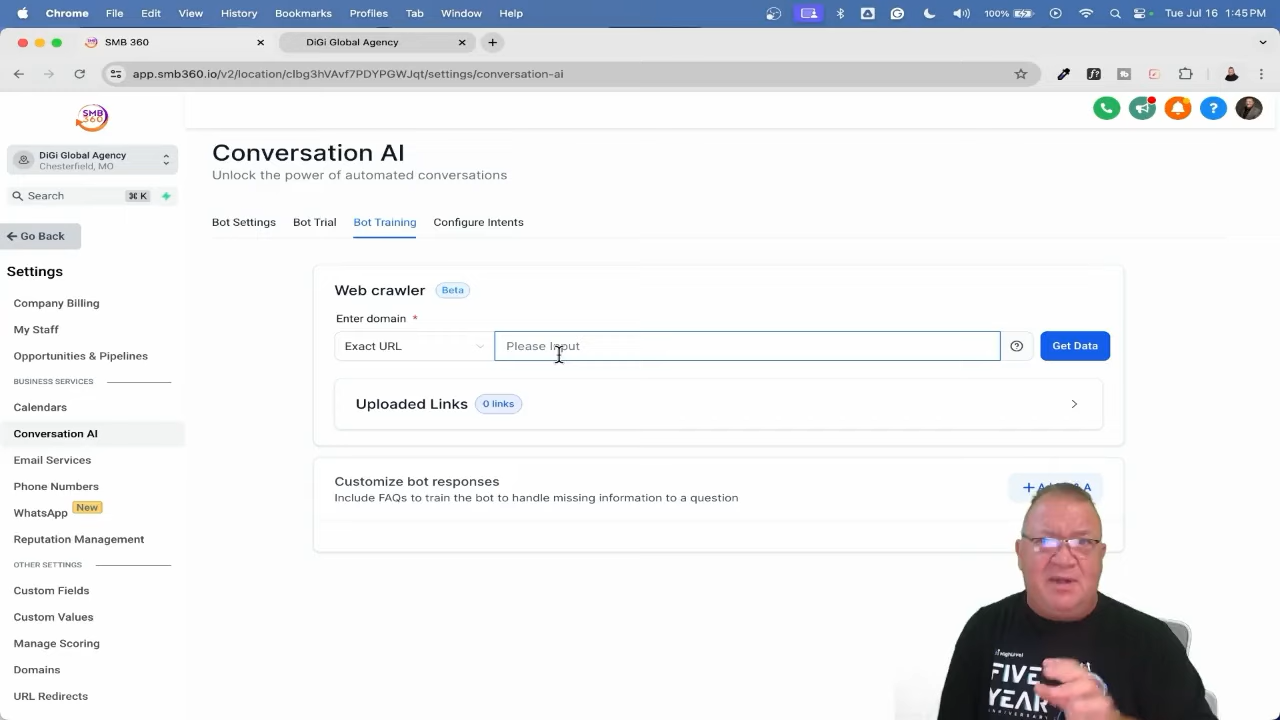 Chrome File Edit View History Bookmarks Profiles Tab Window Help 100% Tue Jul 16 1:45 PM
SMB 360 DiGi Global Agency
app.smb360.io/v2/location/clbg3hVAvf7PDYPGWJqt/settings/conversation-ai
SMB
360
DiGi Global Agency
Chesterfield, MO
Search ⌘ K
Go Back
Settings
Company Billing
My Staff
Opportunities & Pipelines
BUSINESS SERVICES
Calendars
Conversation AI
Email Services
Phone Numbers
WhatsApp New
Reputation Management
OTHER SETTINGS
Custom Fields
Custom Values
Manage Scoring
Domains
URL Redirects
Conversation AI
Unlock the power of automated conversations
Bot Settings Bot Trial Bot Training Configure Intents
Web crawler Beta
Enter domain *
Exact URL Please Input Get Data
Uploaded Links 0 links
Customize bot responses
Include FAQs to train the bot to handle missing information to a question
HighLevel
FIVE
YEAR
ANNIVERSARY